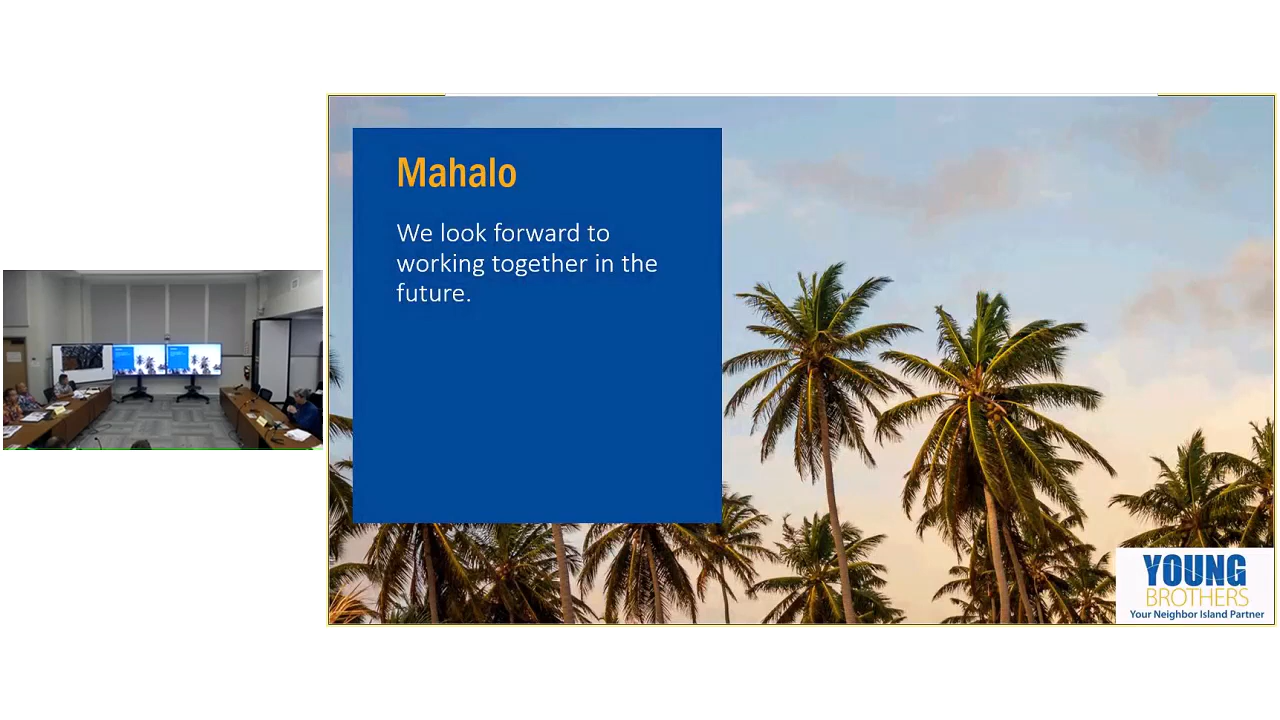 Mahalo
We look forward to
working together in the
future.
YOUNG
BROTHERS
Your Neighbor Island Partner